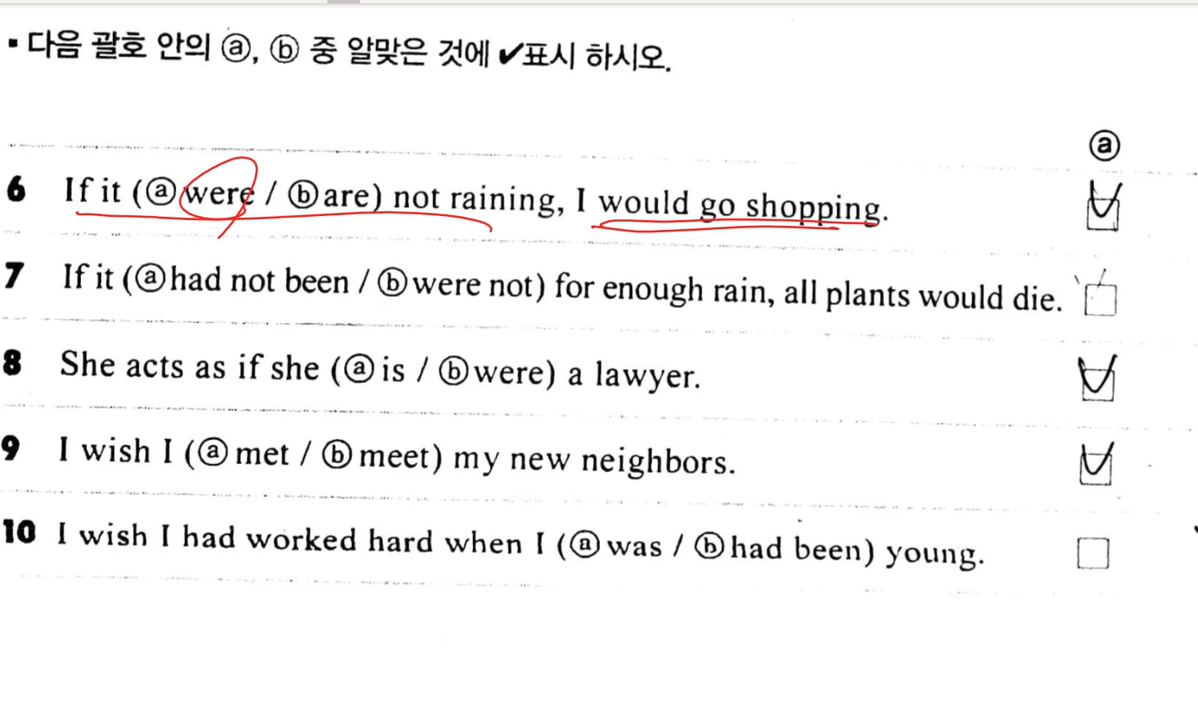 ▪ 다음 괄호 안의 ⓐ, ⓑ 중 알맞은 것에 ✔표시 하시오.
ⓐ
6 If it (ⓐwere / ⓑare) not raining, I would go shopping.
7 If it (ⓐhad not been / ⓑwere not) for enough rain, all plants would die.
8 She acts as if she (ⓐis / ⓑwere) a lawyer.
9 I wish I (ⓐmet / ⓑmeet) my new neighbors.
10 I wish I had worked hard when I (ⓐwas / ⓑhad been) young.